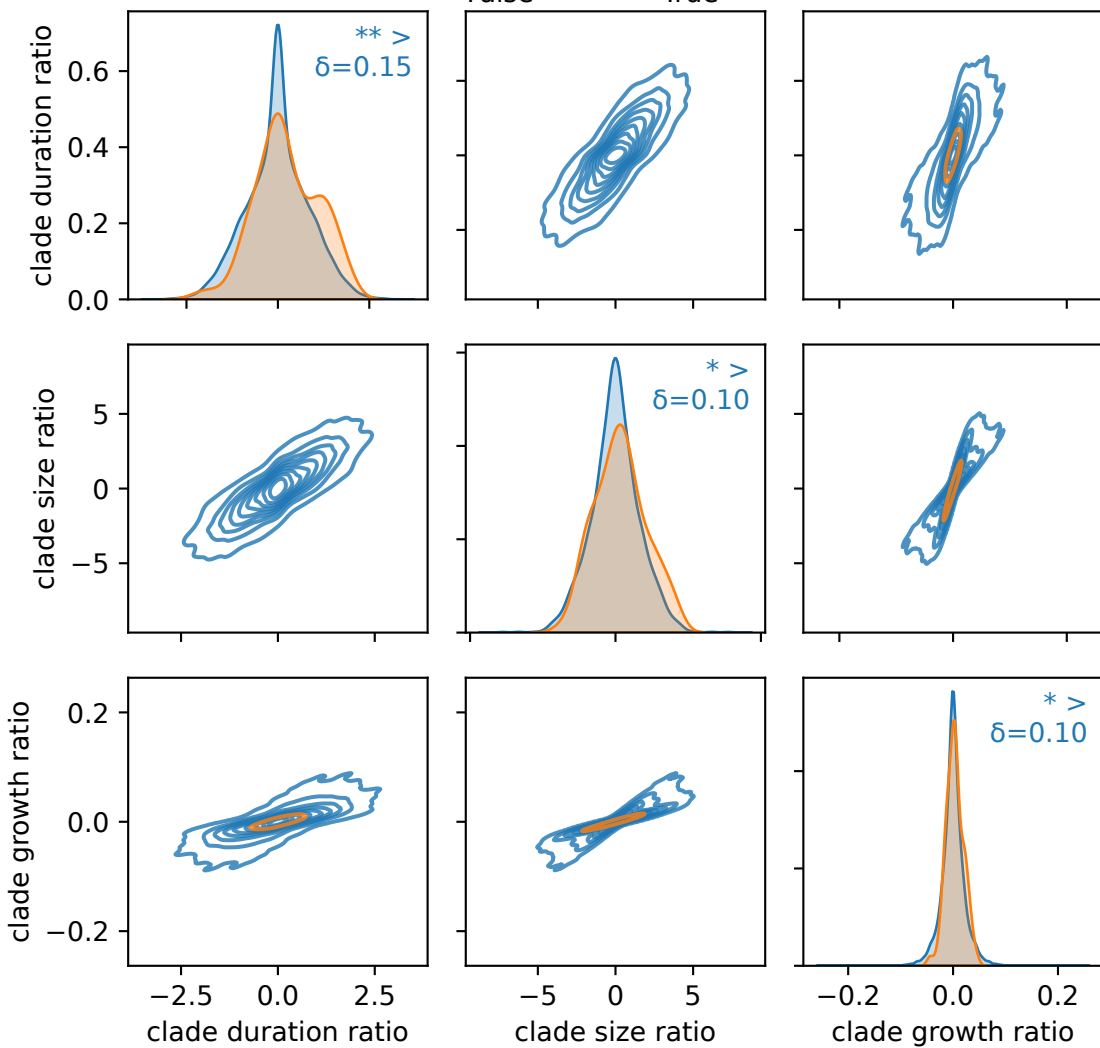 clade duration ratio
0.6
0.4
0.2
0.0
** >
δ=0.15
clade size ratio
5
0
−5
* >
δ=0.10
clade growth ratio
0.2
0.0
−0.2
* >
δ=0.10
−2.5 0.0 2.5
−5 0 5
−0.2 0.0 0.2
clade duration ratio
clade size ratio
clade growth ratio